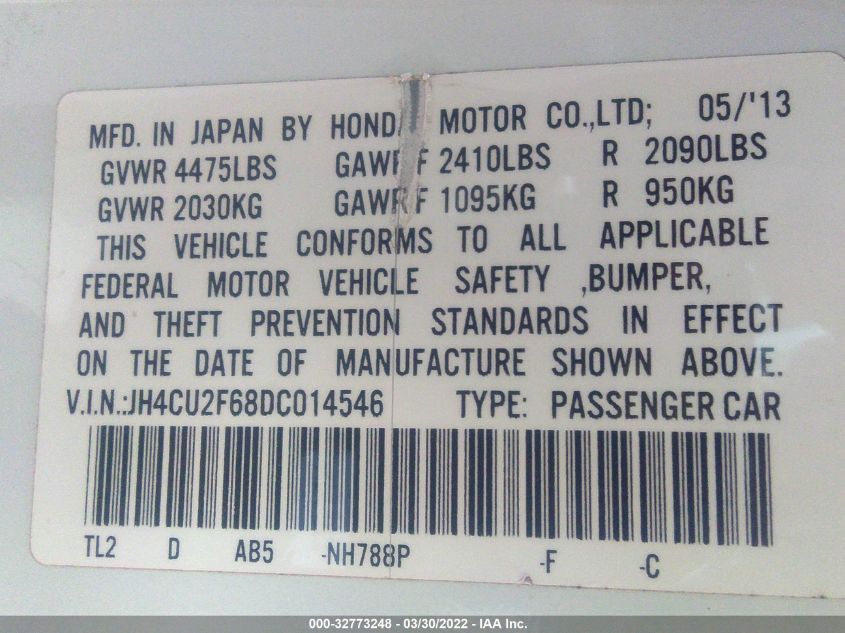 MFD. IN JAPAN BY HONDA MOTOR CO.,LTD; 05/'13
GVWR 4475LBS GAWR F 2410LBS R 2090LBS
GVWR 2030KG GAWR F 1095KG R 950KG
THIS VEHICLE CONFORMS TO ALL APPLICABLE
FEDERAL MOTOR VEHICLE SAFETY ,BUMPER,
AND THEFT PREVENTION STANDARDS IN EFFECT
ON THE DATE OF MANUFACTURE SHOWN ABOVE.
V.I.N.:JH4CU2F68DC014546 TYPE: PASSENGER CAR
TL2 D AB5 -NH788P -F -C
000-32773248 - 03/30/2022 - IAA Inc.